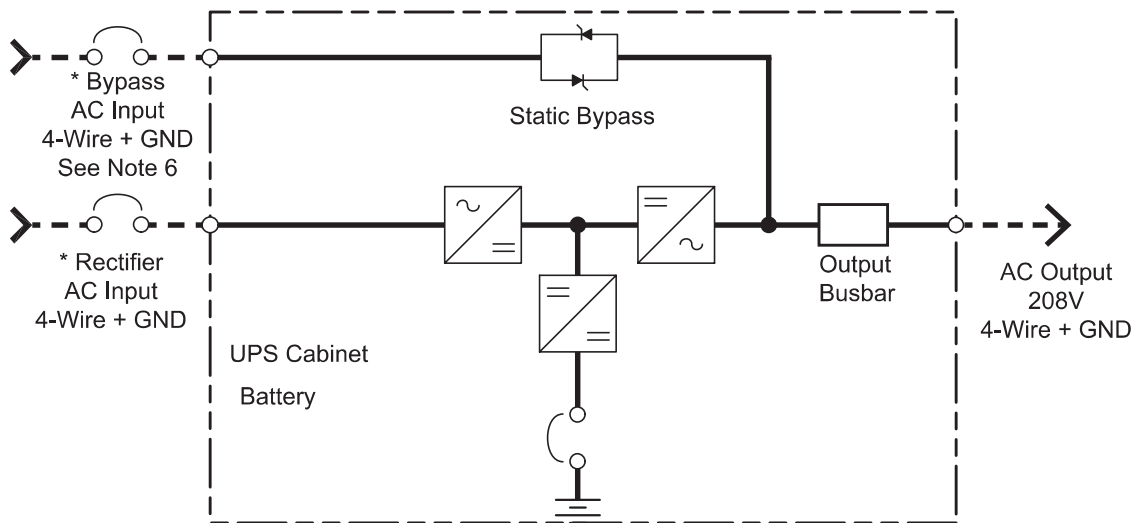 * Bypass
AC Input
4-Wire + GND
See Note 6
Static Bypass
* Rectifier
AC Input
4-Wire + GND
Output
Busbar
AC Output
208V
4-Wire + GND
UPS Cabinet
Battery